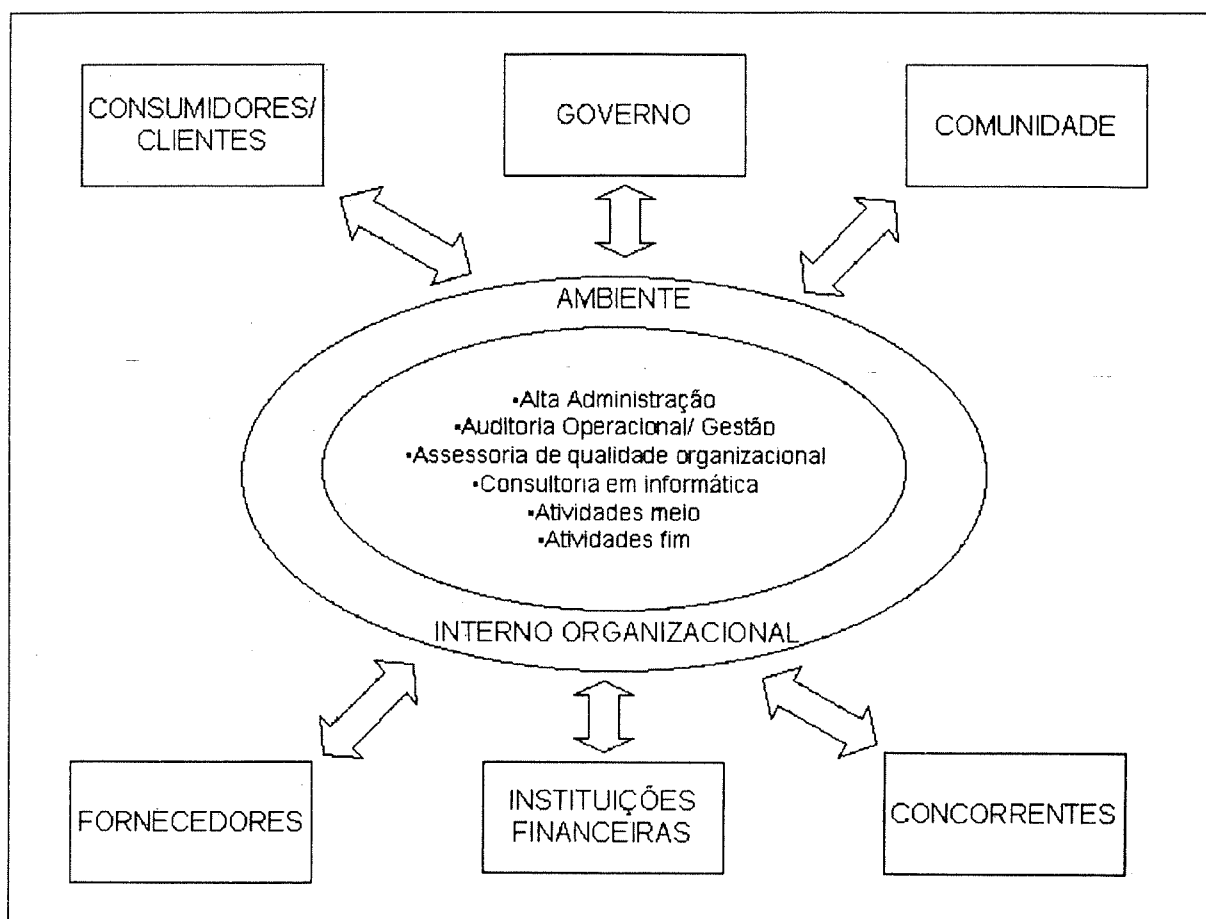 CONSUMIDORES/
CLIENTES
GOVERNO
COMUNIDADE
AMBIENTE
▪Alta Administração
▪Auditoria Operacional/ Gestão
▪Assessoria de qualidade organizacional
▪Consultoria em informática
▪Atividades meio
▪Atividades fim
INTERNO ORGANIZACIONAL
FORNECEDORES
INSTITUIÇÕES
FINANCEIRAS
CONCORRENTES